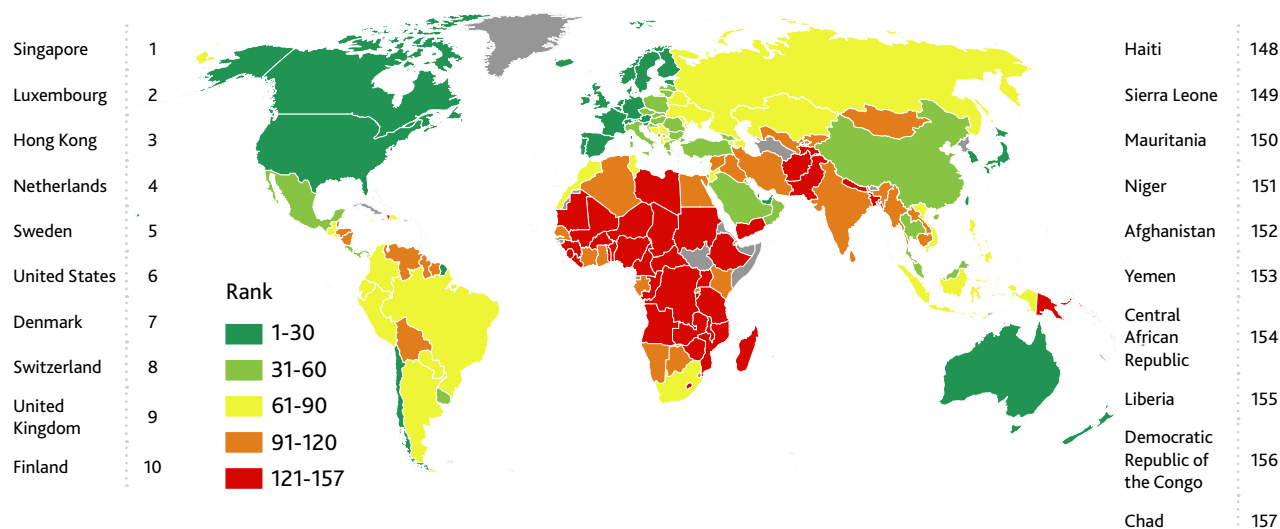 Singapore 1
Luxembourg 2
Hong Kong 3
Netherlands 4
Sweden 5
United States 6
Denmark 7
Switzerland 8
United
Kingdom 9
Finland 10
Rank
1-30
31-60
61-90
91-120
121-157
Haiti 148
Sierra Leone 149
Mauritania 150
Niger 151
Afghanistan 152
Yemen 153
Central
African 154
Republic
Liberia 155
Democratic
Republic of 156
the Congo
Chad 157